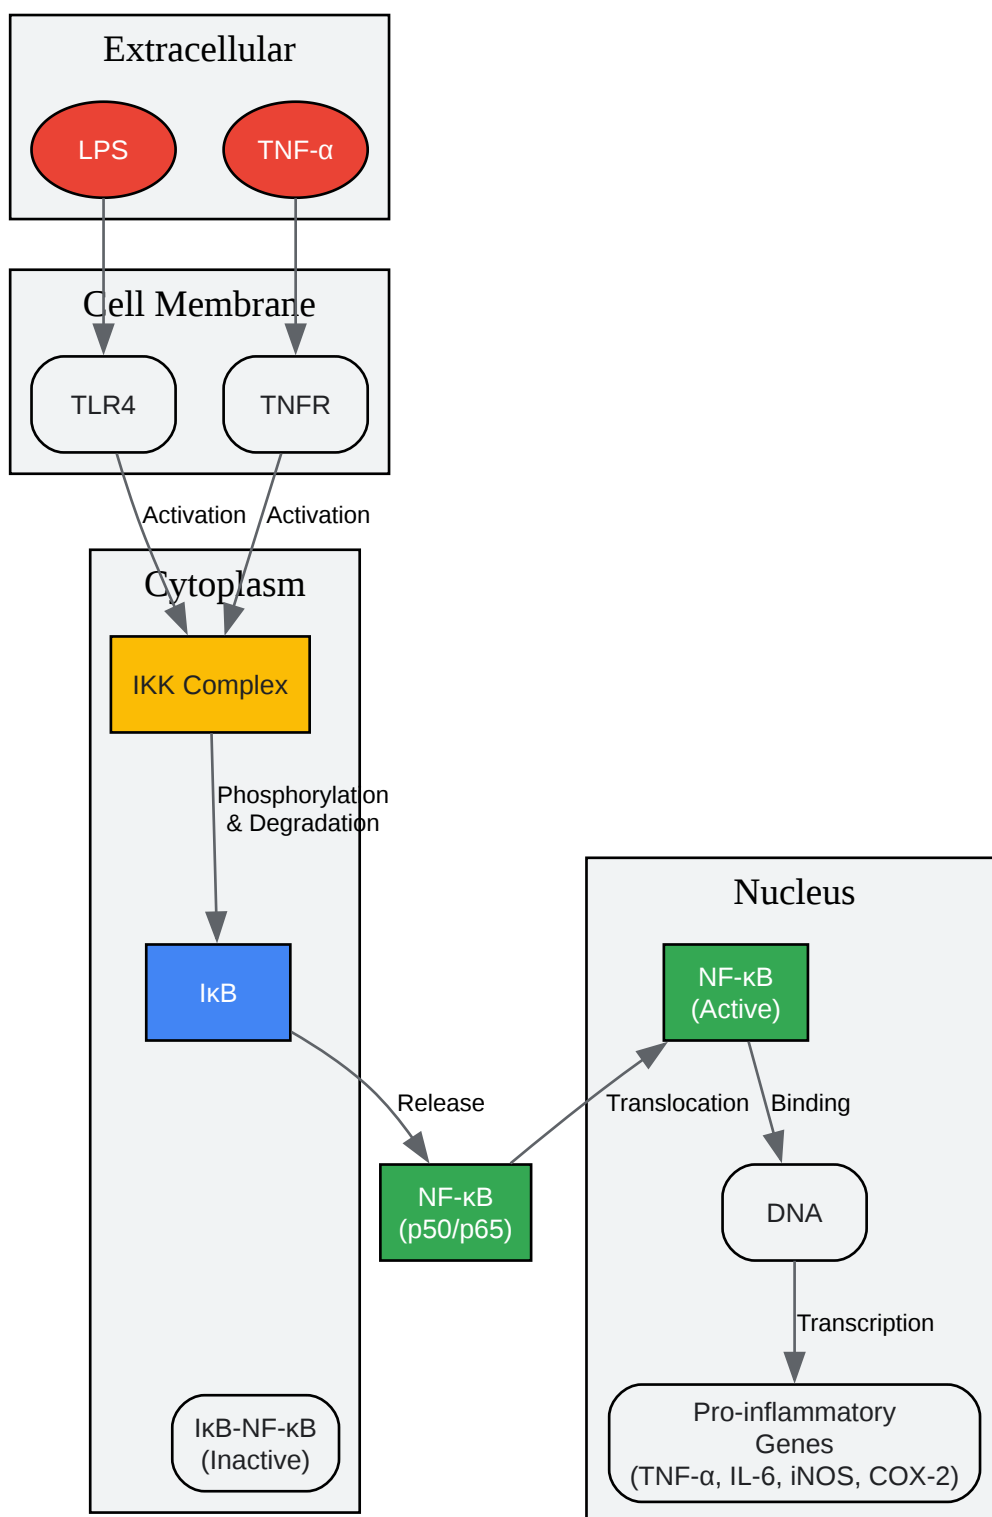 Extracellular
LPS
TNF-α
Cell Membrane
TLR4
TNFR
Activation
Activation
Cytoplasm
IKK Complex
Phosphorylation
& Degradation
IκB
Release
NF-κB
(p50/p65)
IκB-NF-κB
(Inactive)
Nucleus
NF-κB
(Active)
Translocation
Binding
DNA
Transcription
Pro-inflammatory
Genes
(TNF-α, IL-6, iNOS, COX-2)